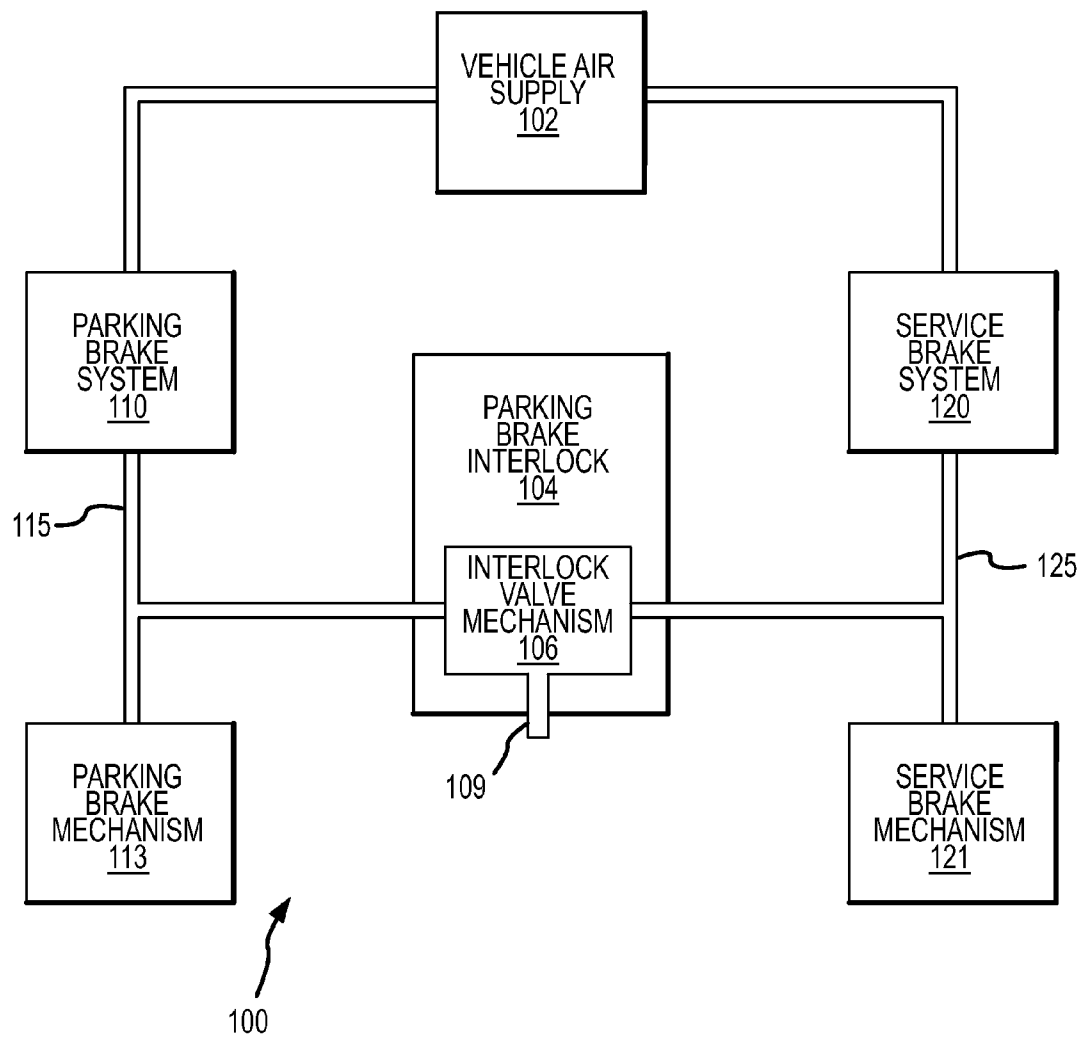 VEHICLE AIR
SUPPLY
102
PARKING
BRAKE
SYSTEM
110
SERVICE
BRAKE
SYSTEM
120
PARKING
BRAKE
INTERLOCK
104
115
125
INTERLOCK
VALVE
MECHANISM
106
109
PARKING
BRAKE
MECHANISM
113
SERVICE
BRAKE
MECHANISM
121
100